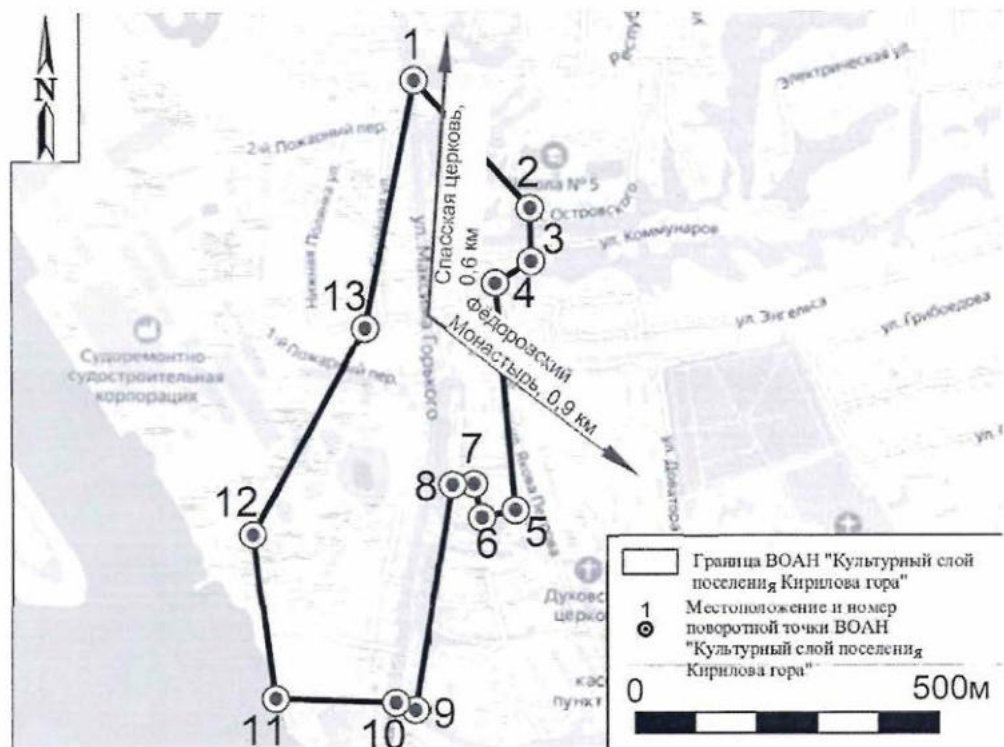 N
1
2
3
4
5
6
7
8
9
10
11
12
13
2-й Пожарный пер.
Нижняя Полянка ул.
1-й Пожарный пер.
Судоремонтно-
судостроительная
корпорация
ул. Максима Горького
Спасская церковь,
0,6 км
Фёдоровский
Монастырь, 0,9 км
Электрическая ул.
№ 5
Островского
ул. Коммунаров
ул. Энгельса
ул. Грибоедова
ул.
Граница ВОАН "Культурный слой
поселения Кирилова гора"
1 Местоположение и номер
поворотной точки ВОАН
"Культурный слой поселения
Кирилова гора"
0 500м